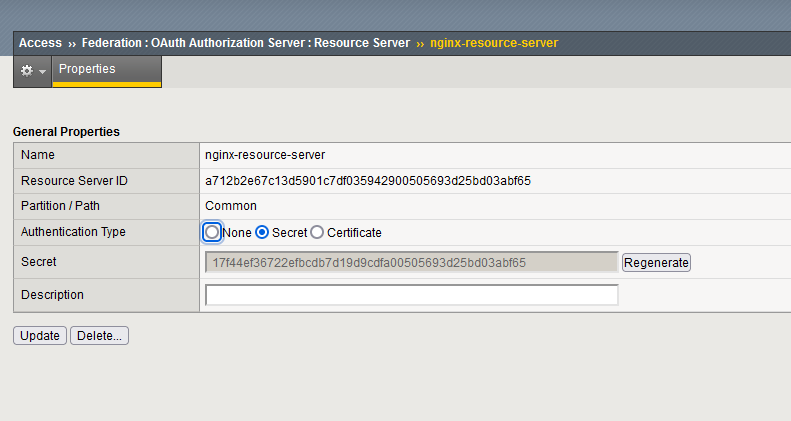 Access ›› Federation : OAuth Authorization Server : Resource Server ›› nginx-resource-server
Properties
General Properties
Name nginx-resource-server
Resource Server ID a712b2e67c13d5901c7df035942900505693d25bd03abf65
Partition / Path Common
Authentication Type None Secret Certificate
Secret 17f44ef36722efbcdb7d19d9cdfa00505693d25bd03abf65 Regenerate
Description
Update Delete...